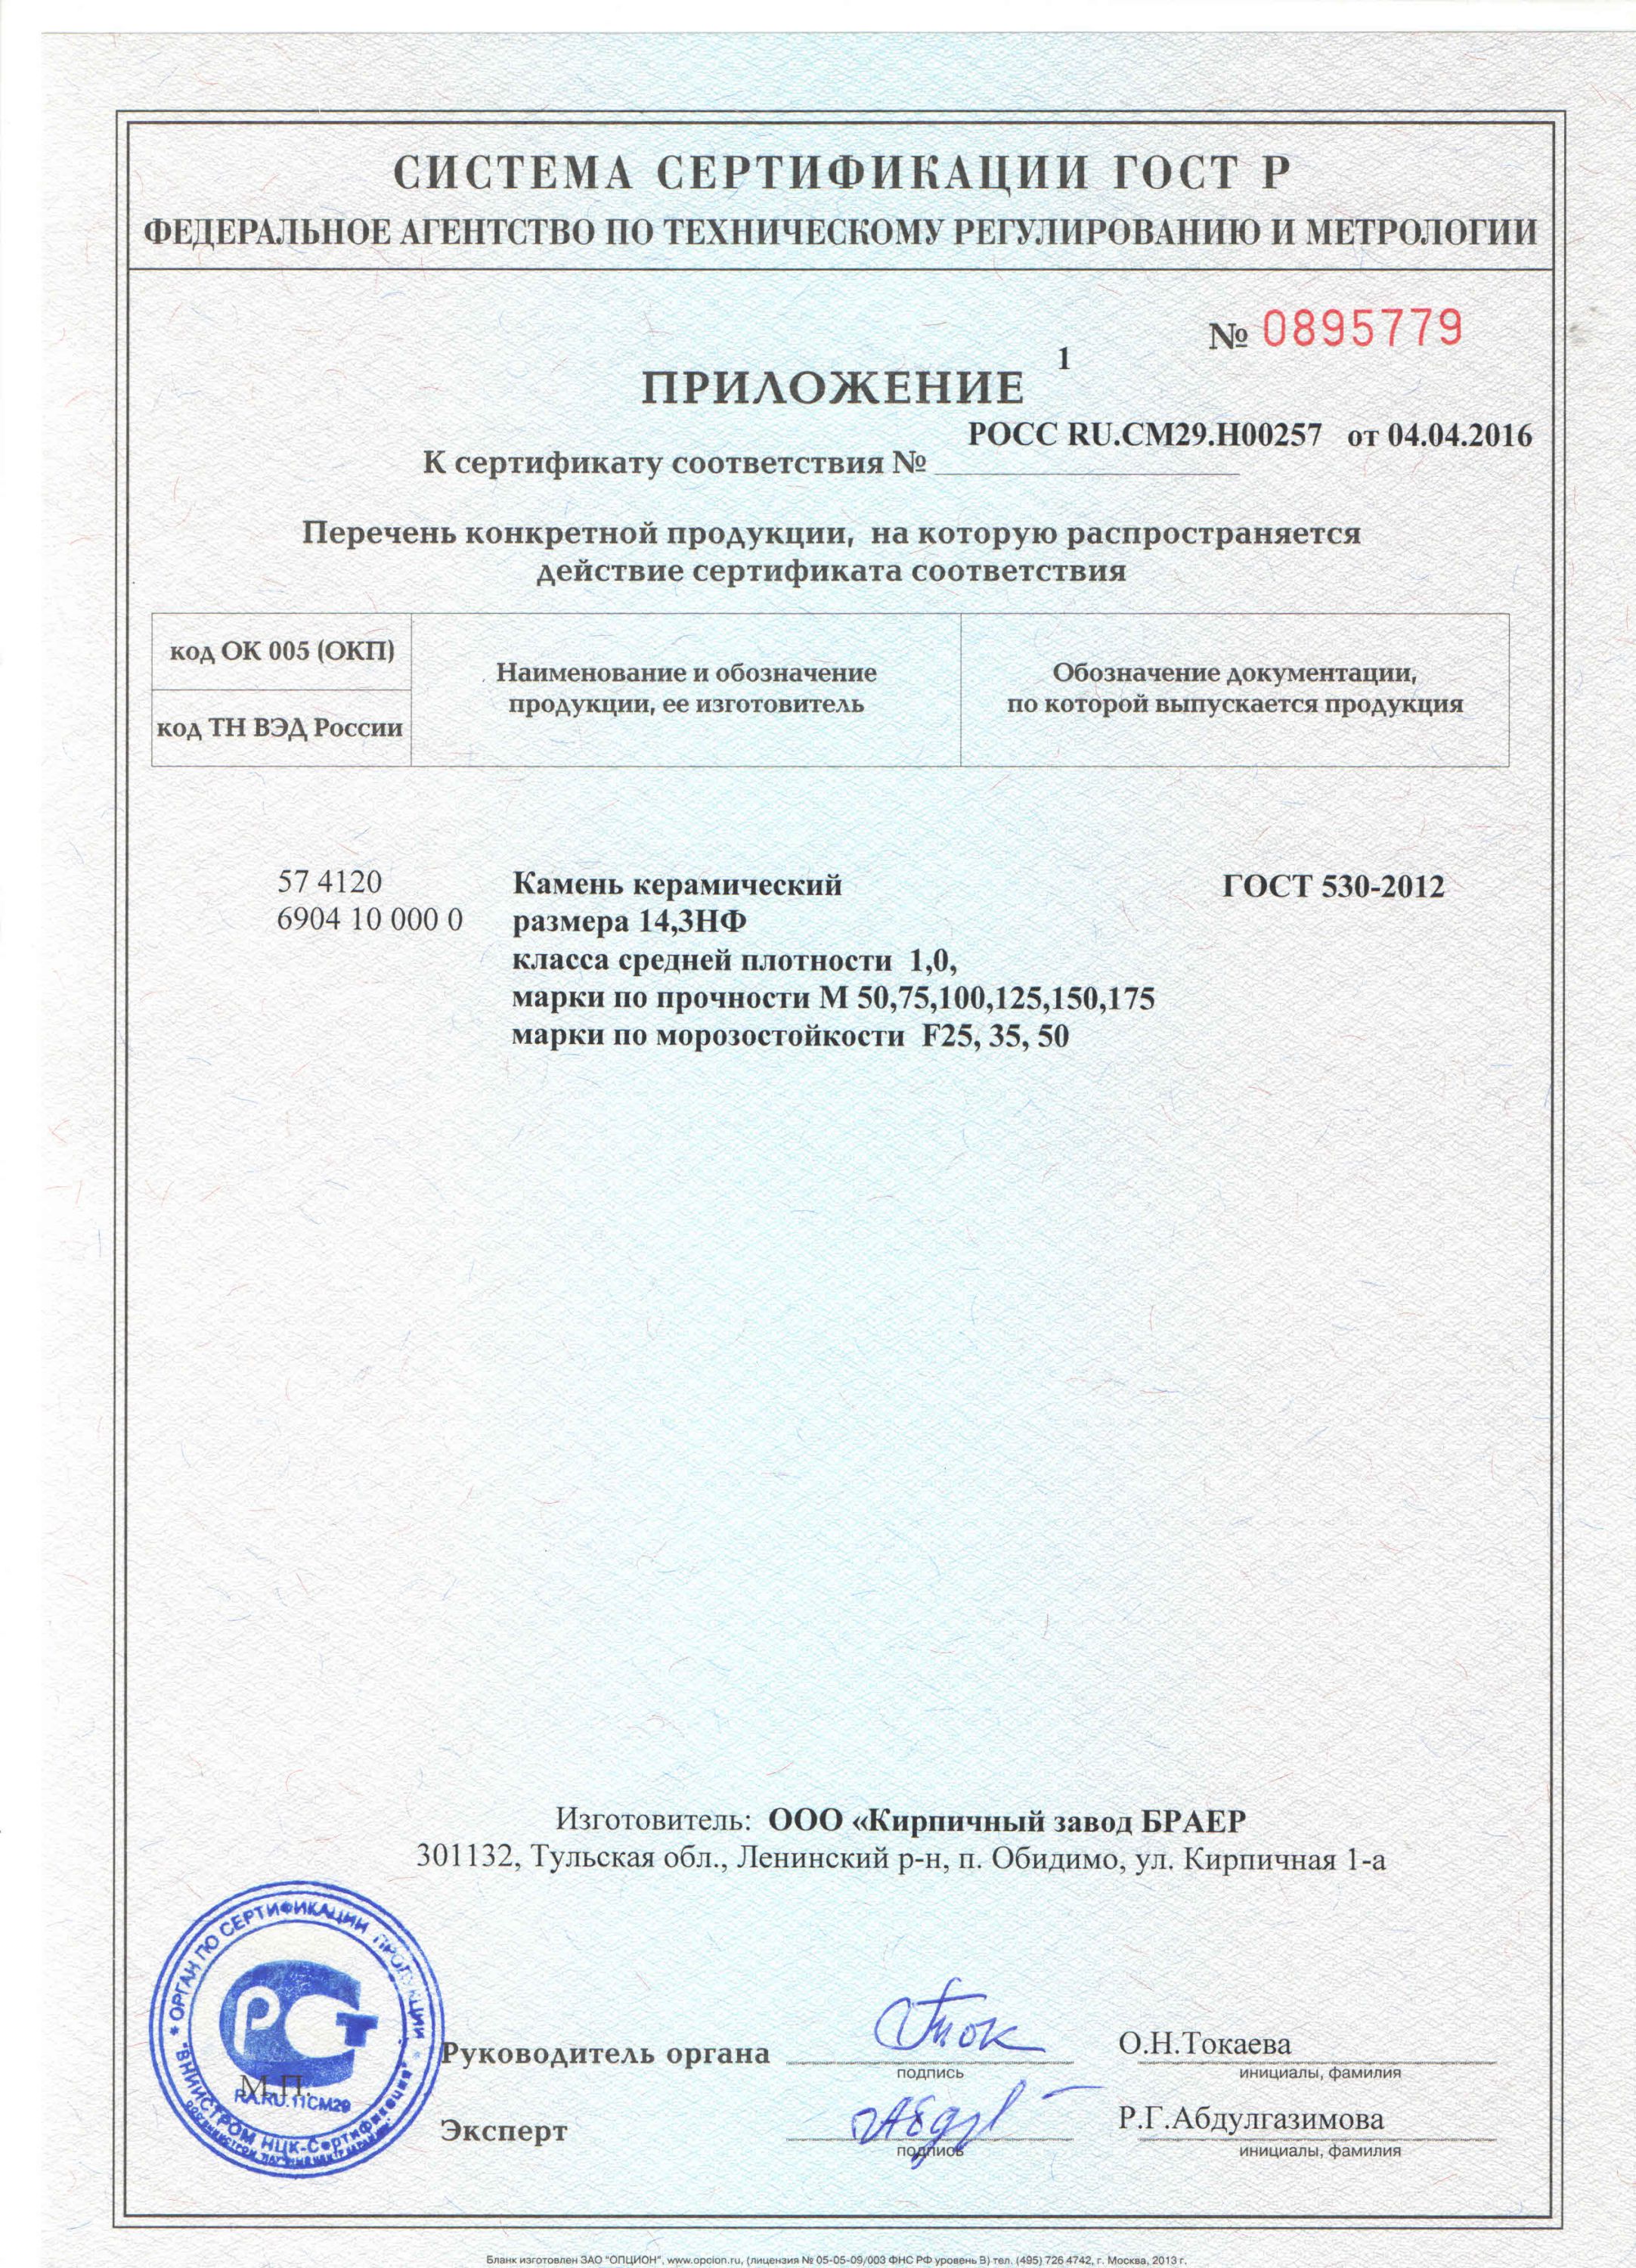 СИСТЕМА СЕРТИФИКАЦИИ ГОСТ Р
ФЕДЕРАЛЬНОЕ АГЕНТСТВО ПО ТЕХНИЧЕСКОМУ РЕГУЛИРОВАНИЮ И МЕТРОЛОГИИ
№ 0895779
ПРИЛОЖЕНИЕ 1
К сертификату соответствия № РОСС RU.СМ29.Н00257 от 04.04.2016
Перечень конкретной продукции, на которую распространяется
действие сертификата соответствия
код ОК 005 (ОКП)
код ТН ВЭД России
Наименование и обозначение
продукции, ее изготовитель
Обозначение документации,
по которой выпускается продукция
57 4120 Камень керамический ГОСТ 530-2012
6904 10 000 0 размера 14,3НФ
класса средней плотности 1,0,
марки по прочности М 50,75,100,125,150,175
марки по морозостойкости F25, 35, 50
Изготовитель: ООО «Кирпичный завод БРАЕР
301132, Тульская обл., Ленинский р-н, п. Обидимо, ул. Кирпичная 1-а
* ОРГАН ПО СЕРТИФИКАЦИИ ПРОДУКЦИИ *
ВНИИСТРОМ НЦК-Сертификация
РСТ
RA.RU.11СМ29
М.П.
Руководитель органа О.Н.Токаева
подпись инициалы, фамилия
Эксперт Р.Г.Абдулгазимова
подпись инициалы, фамилия
Бланк изготовлен ЗАО "ОПЦИОН", www.opcion.ru, (лицензия № 05-05-09/003 ФНС РФ уровень В) тел. (495) 726 4742, г. Москва, 2013 г.